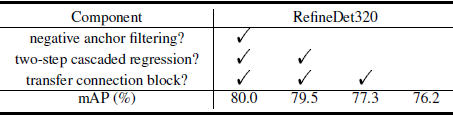 Component RefineDet320
negative anchor filtering? ✓
two-step cascaded regression? ✓ ✓
transfer connection block? ✓ ✓ ✓
mAP (%) 80.0 79.5 77.3 76.2